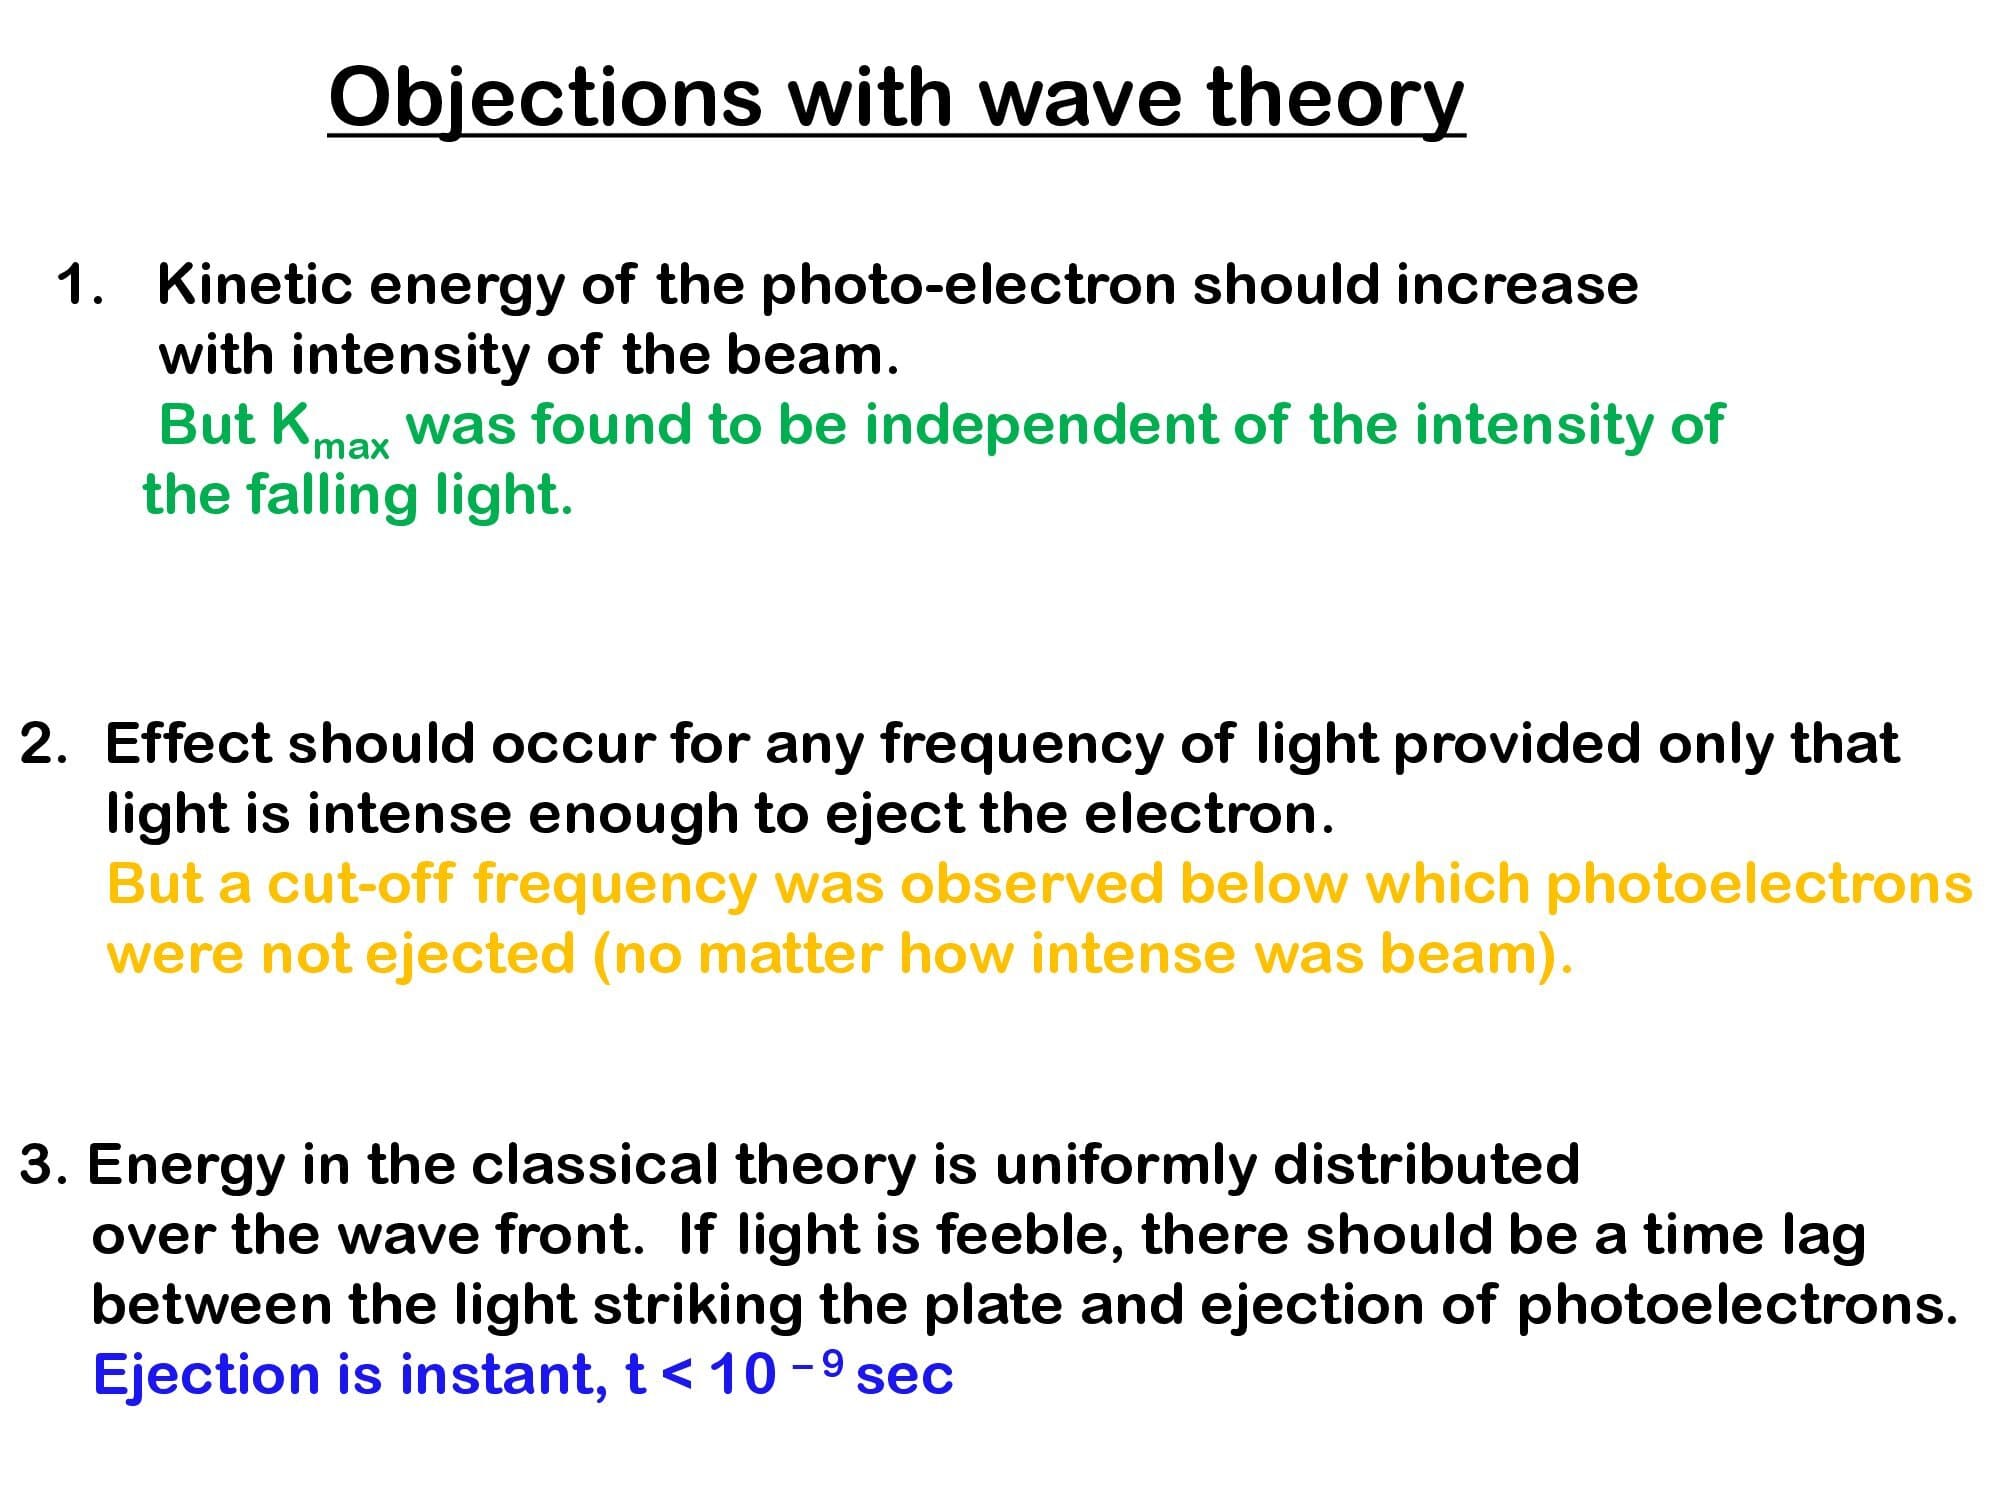 Objections with wave theory
1. Kinetic energy of the photo-electron should increase
with intensity of the beam.
But Kmax was found to be independent of the intensity of
the falling light.
2. Effect should occur for any frequency of light provided only that
light is intense enough to eject the electron.
But a cut-off frequency was observed below which photoelectrons
were not ejected (no matter how intense was beam).
3. Energy in the classical theory is uniformly distributed
over the wave front. If light is feeble, there should be a time lag
between the light striking the plate and ejection of photoelectrons.
Ejection is instant, t < 10 – 9 sec